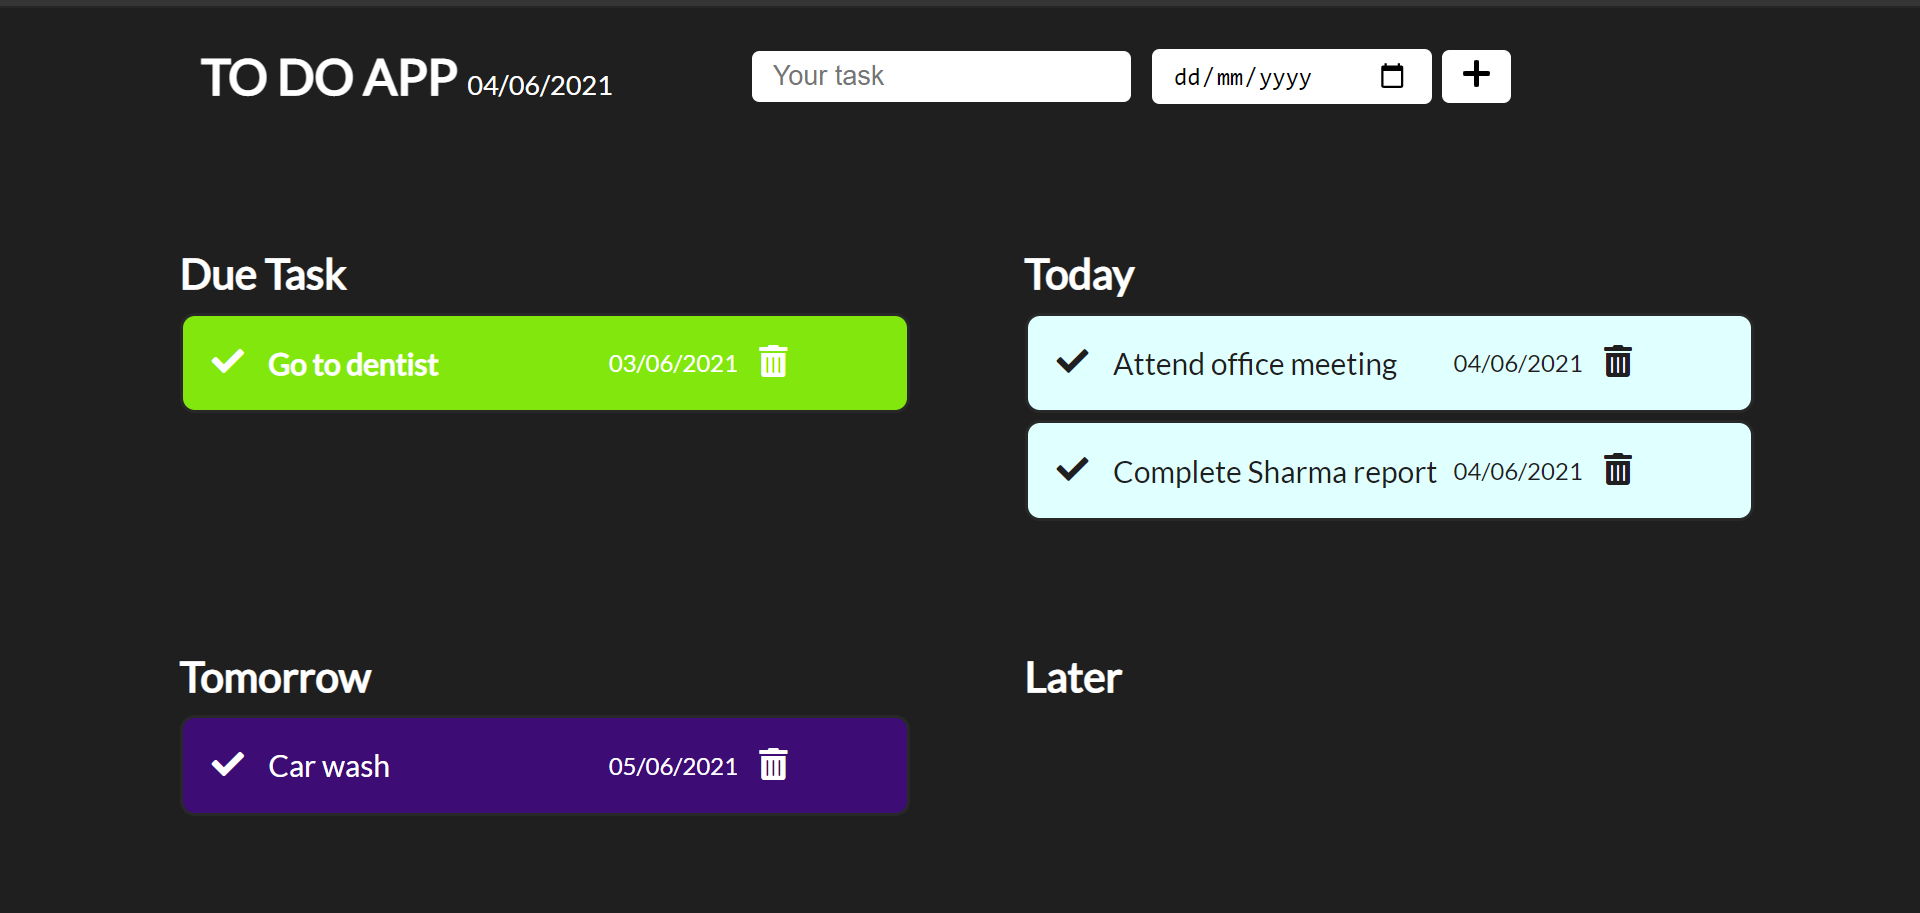 TO DO APP 04/06/2021
Your task
dd/mm/yyyy
Due Task
Go to dentist 03/06/2021
Today
Attend office meeting 04/06/2021
Complete Sharma report 04/06/2021
Tomorrow
Car wash 05/06/2021
Later